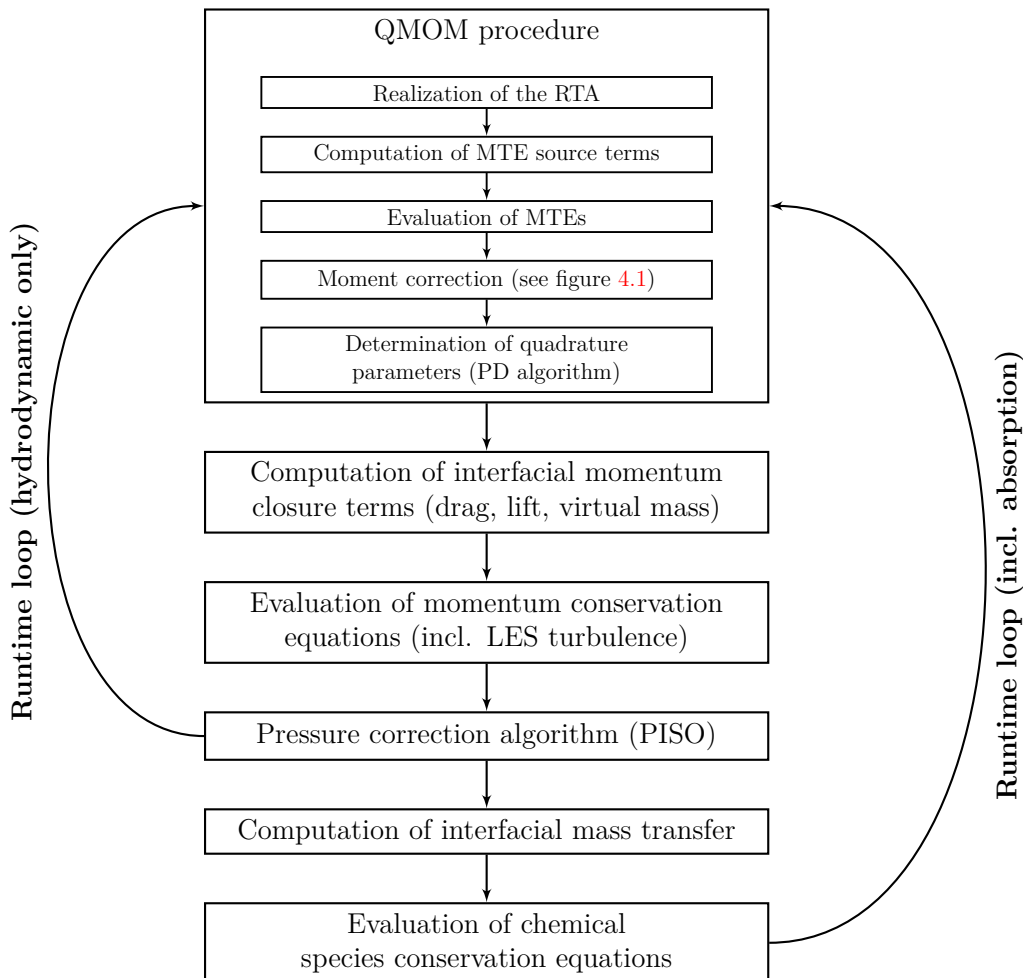 QMOM procedure
Realization of the RTA
Computation of MTE source terms
Evaluation of MTEs
Moment correction (see figure 4.1)
Determination of quadrature
parameters (PD algorithm)
Computation of interfacial momentum
closure terms (drag, lift, virtual mass)
Evaluation of momentum conservation
equations (incl. LES turbulence)
Pressure correction algorithm (PISO)
Computation of interfacial mass transfer
Evaluation of chemical
species conservation equations
Runtime loop (hydrodynamic only)
Runtime loop (incl. absorption)